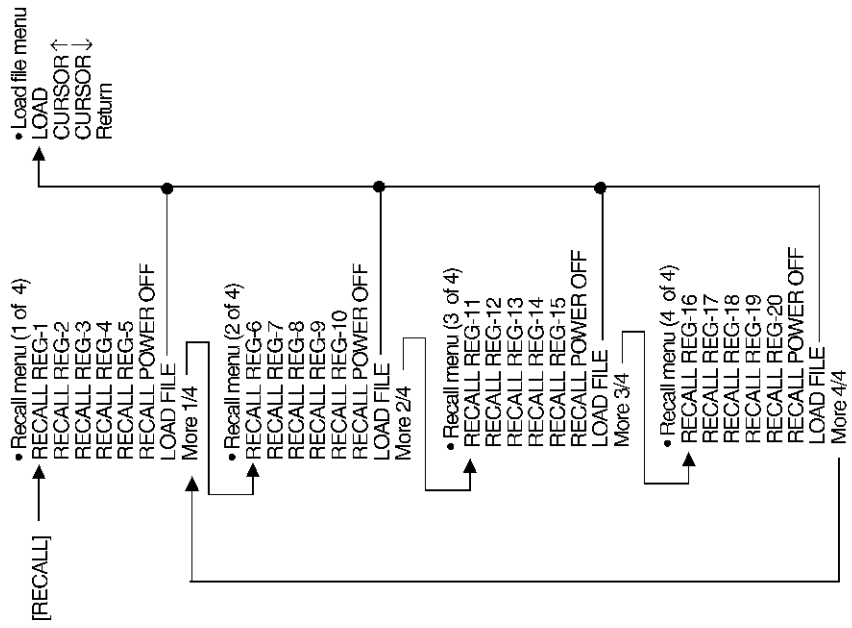 [RECALL]
• Recall menu (1 of 4)
RECALL REG-1
RECALL REG-2
RECALL REG-3
RECALL REG-4
RECALL REG-5
RECALL POWER OFF
LOAD FILE
More 1/4
• Recall menu (2 of 4)
RECALL REG-6
RECALL REG-7
RECALL REG-8
RECALL REG-9
RECALL REG-10
RECALL POWER OFF
LOAD FILE
More 2/4
• Recall menu (3 of 4)
RECALL REG-11
RECALL REG-12
RECALL REG-13
RECALL REG-14
RECALL REG-15
RECALL POWER OFF
LOAD FILE
More 3/4
• Recall menu (4 of 4)
RECALL REG-16
RECALL REG-17
RECALL REG-18
RECALL REG-19
RECALL REG-20
RECALL POWER OFF
LOAD FILE
More 4/4
• Load file menu
LOAD
CURSOR ↑
CURSOR ↓
Return